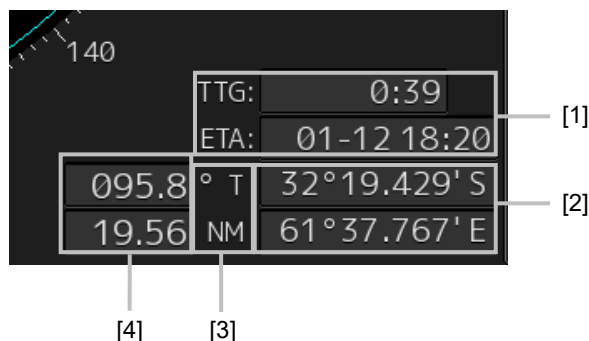 140
TTG: 0:39
ETA: 01-12 18:20
[1]
095.8 ° T 32°19.429' S
19.56 NM 61°37.767' E
[2]
[4] [3]